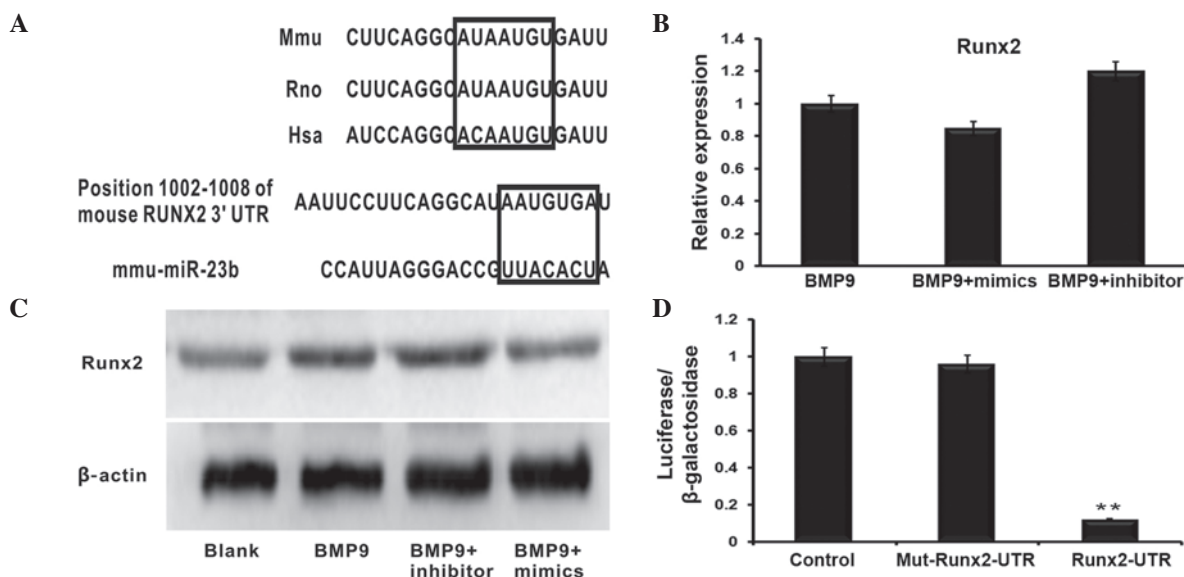 A
Mmu CUUCAGGCAUAAUGUGAUU
Rno CUUCAGGCAUAAUGUGAUU
Hsa AUCCAGGCACAAUGUGAUU
Position 1002-1008 of
mouse RUNX2 3' UTR
AAUUCCUUCAGGCAUAAUGUGAU
mmu-miR-23b CCAUUAGGGACCGUUACACUA
B
Runx2
Relative expression
1.4
1.2
1
0.8
0.6
0.4
0.2
0
BMP9 BMP9+mimics BMP9+inhibitor
C
Runx2
β-actin
Blank BMP9 BMP9+ BMP9+
inhibitor mimics
D
Luciferase/
β-galactosidase
1.2
1
0.8
0.6
0.4
0.2
0
**
Control Mut-Runx2-UTR Runx2-UTR